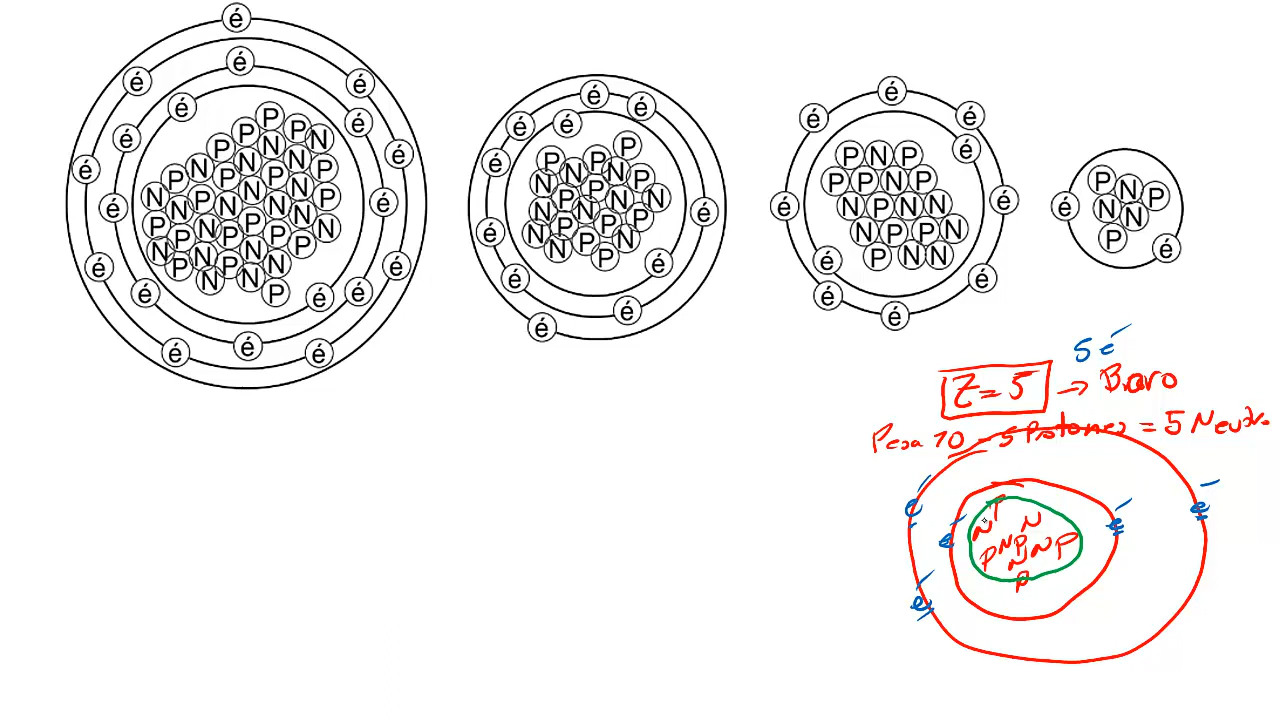 é
é
é é
é é
é é
é é é
é é
é é é
é é é
P
P P N
P N
N N N P
P P N
N P N N P
N N N N
P N P N
P P P P
N N N
P P N
N N P
é é
é é
é é
é é
é é
é
P
P P
N N P
N P
P N N
N N P
P P
N P N
N P
é
é é
é
é é
é é
é é
P N P
P P N P
N P N N
N P P N
P N N
é é
P N P
N N
P
5 é
Z = 5 → Boro
Pesa 10 - 5 Protones = 5 Neutro
e e
e e
e
P
N N
P N P N P
N
P